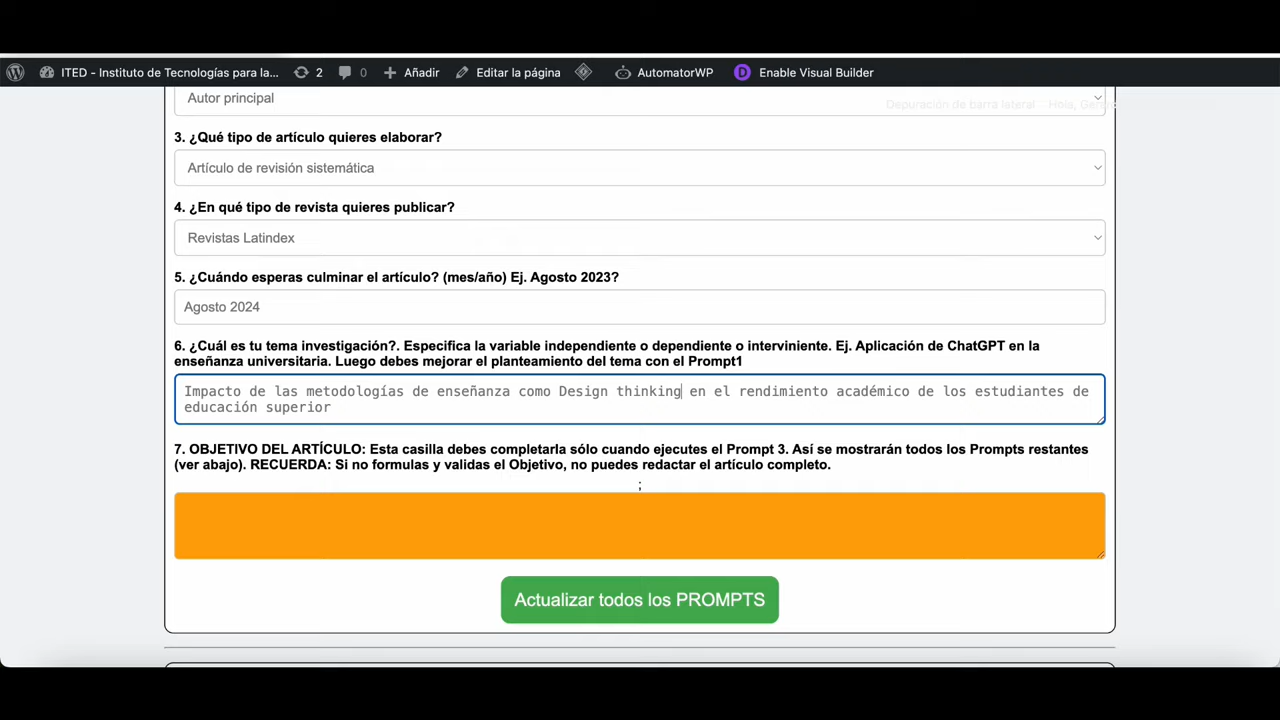 ITED - Instituto de Tecnologías para la... 2 0 Añadir Editar la página AutomatorWP Enable Visual Builder
Autor principal
Depuración de barra lateral Hola,
3. ¿Qué tipo de artículo quieres elaborar?
Artículo de revisión sistemática
4. ¿En qué tipo de revista quieres publicar?
Revistas Latindex
5. ¿Cuándo esperas culminar el artículo? (mes/año) Ej. Agosto 2023?
Agosto 2024
6. ¿Cuál es tu tema investigación?. Especifica la variable independiente o dependiente o interviniente. Ej. Aplicación de ChatGPT en la
enseñanza universitaria. Luego debes mejorar el planteamiento del tema con el Prompt1
Impacto de las metodologías de enseñanza como Design thinking en el rendimiento académico de los estudiantes de
educación superior
7. OBJETIVO DEL ARTÍCULO: Esta casilla debes completarla sólo cuando ejecutes el Prompt 3. Así se mostrarán todos los Prompts restantes
(ver abajo). RECUERDA: Si no formulas y validas el Objetivo, no puedes redactar el artículo completo.
;
Actualizar todos los PROMPTS